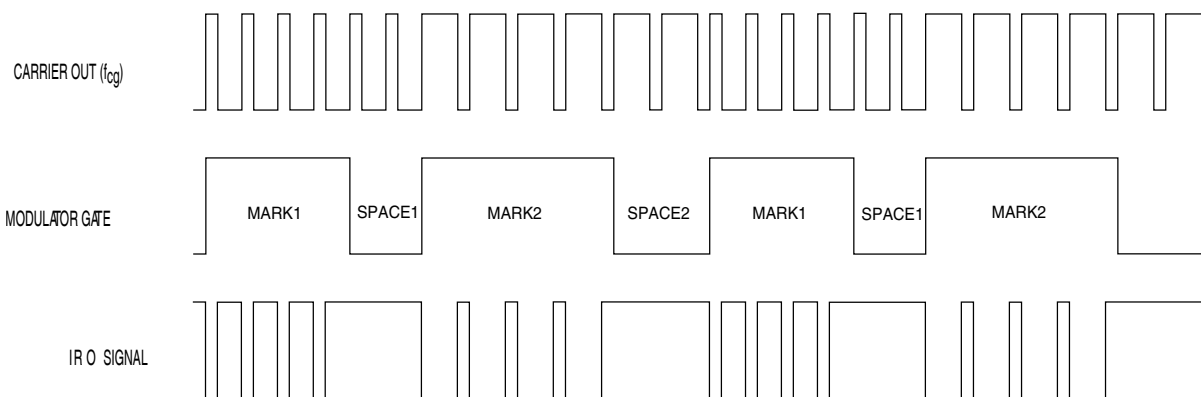 CARRIER OUT (fcg)
MARK1 SPACE1 MARK2 SPACE2 MARK1 SPACE1 MARK2
MODULATOR GATE
IR O SIGNAL